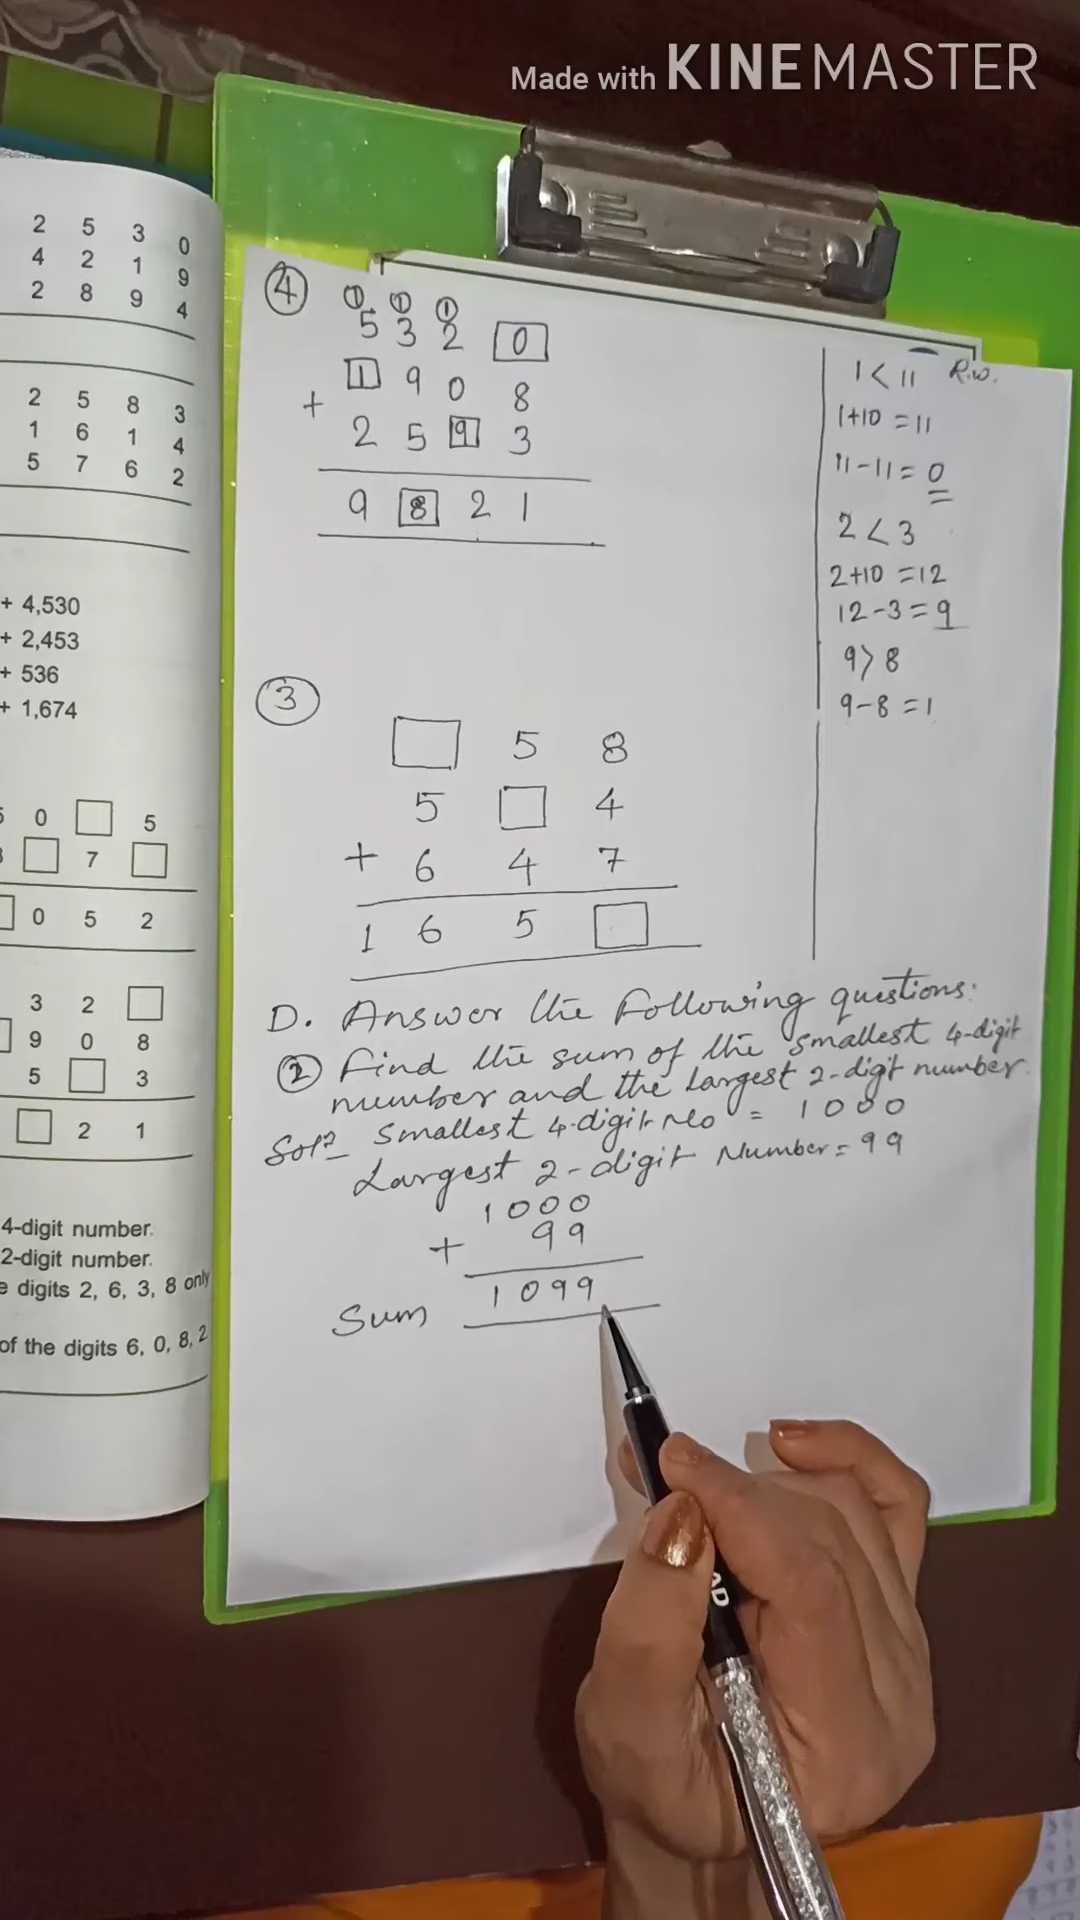 Made with KINEMASTER
2 5 3 0
4 2 1 9
2 8 9 4
2 5 8 3
1 6 1 4
5 7 6 2
+ 4,530
+ 2,453
+ 536
+ 1,674
0 5
7
0 5 2
3 2
9 0 8
5 3
2 1
4-digit number.
2-digit number.
digits 2, 6, 3, 8 only
of the digits 6, 0, 8, 2
4
1 1 1
5 3 2 0
1 9 0 8
+ 2 5 9 3
9 8 2 1
1 < 11 R.W.
1+10 = 11
11-11 = 0
2 < 3
2+10 = 12
12-3 = 9
9 > 8
9-8 = 1
3
5 8
5 4
+ 6 4 7
1 6 5
D. Answer the following questions.
2 Find the sum of the smallest 4-digit
number and the largest 2-digit number.
Sol? Smallest 4-digit No = 1000
Largest 2-digit Number = 99
1000
+ 99
Sum 1099